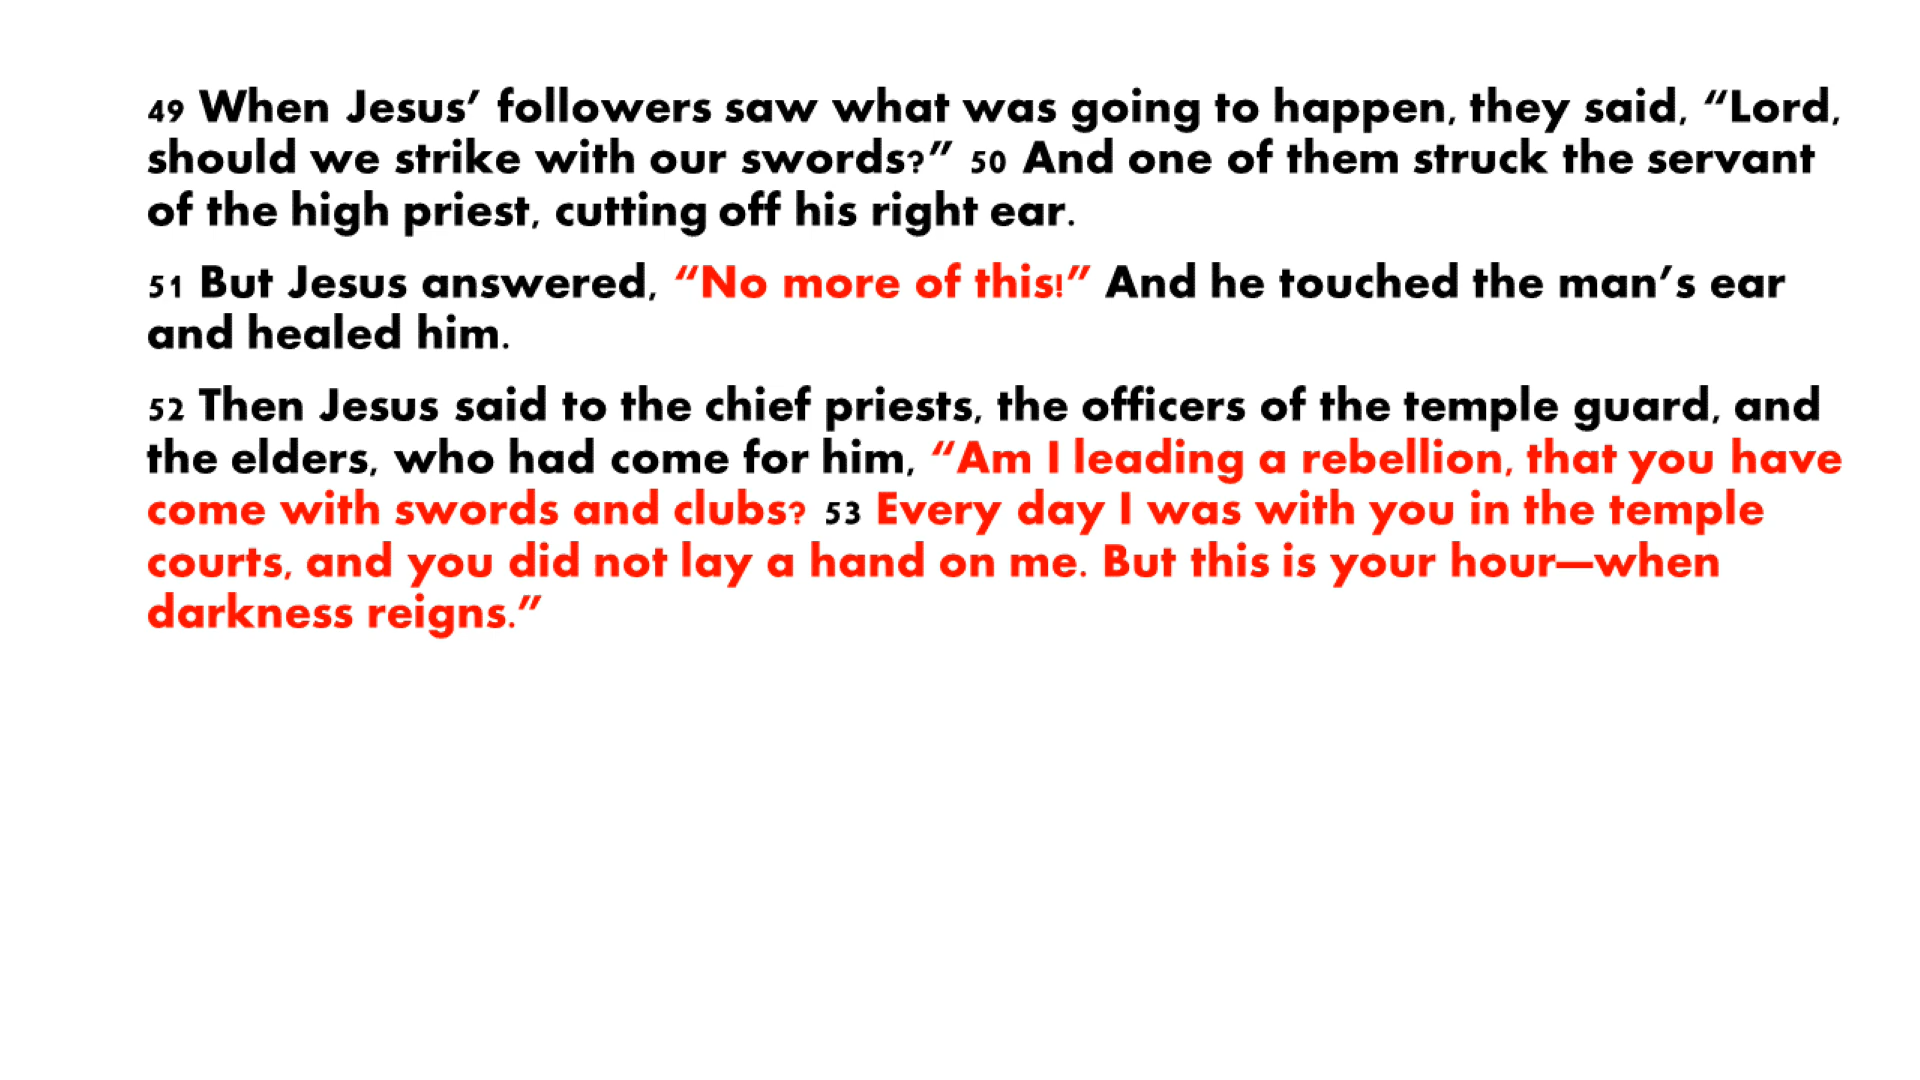 49 When Jesus’ followers saw what was going to happen, they said, “Lord,
should we strike with our swords?” 50 And one of them struck the servant
of the high priest, cutting off his right ear.
51 But Jesus answered, “No more of this!” And he touched the man’s ear
and healed him.
52 Then Jesus said to the chief priests, the officers of the temple guard, and
the elders, who had come for him, “Am I leading a rebellion, that you have
come with swords and clubs? 53 Every day I was with you in the temple
courts, and you did not lay a hand on me. But this is your hour—when
darkness reigns.”